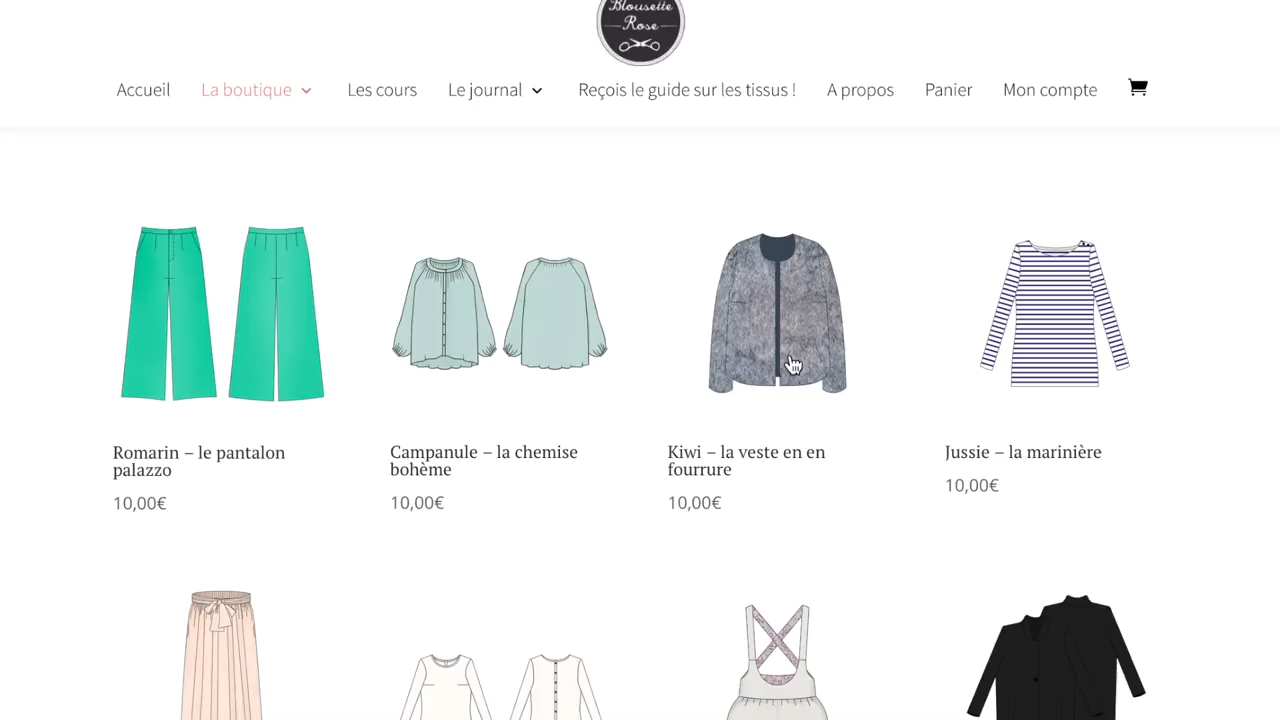 Blousette
Rose
Accueil La boutique Les cours Le journal Reçois le guide sur les tissus ! A propos Panier Mon compte
Romarin – le pantalon
palazzo
10,00€
Campanule – la chemise
bohème
10,00€
Kiwi – la veste en en
fourrure
10,00€
Jussie – la marinière
10,00€